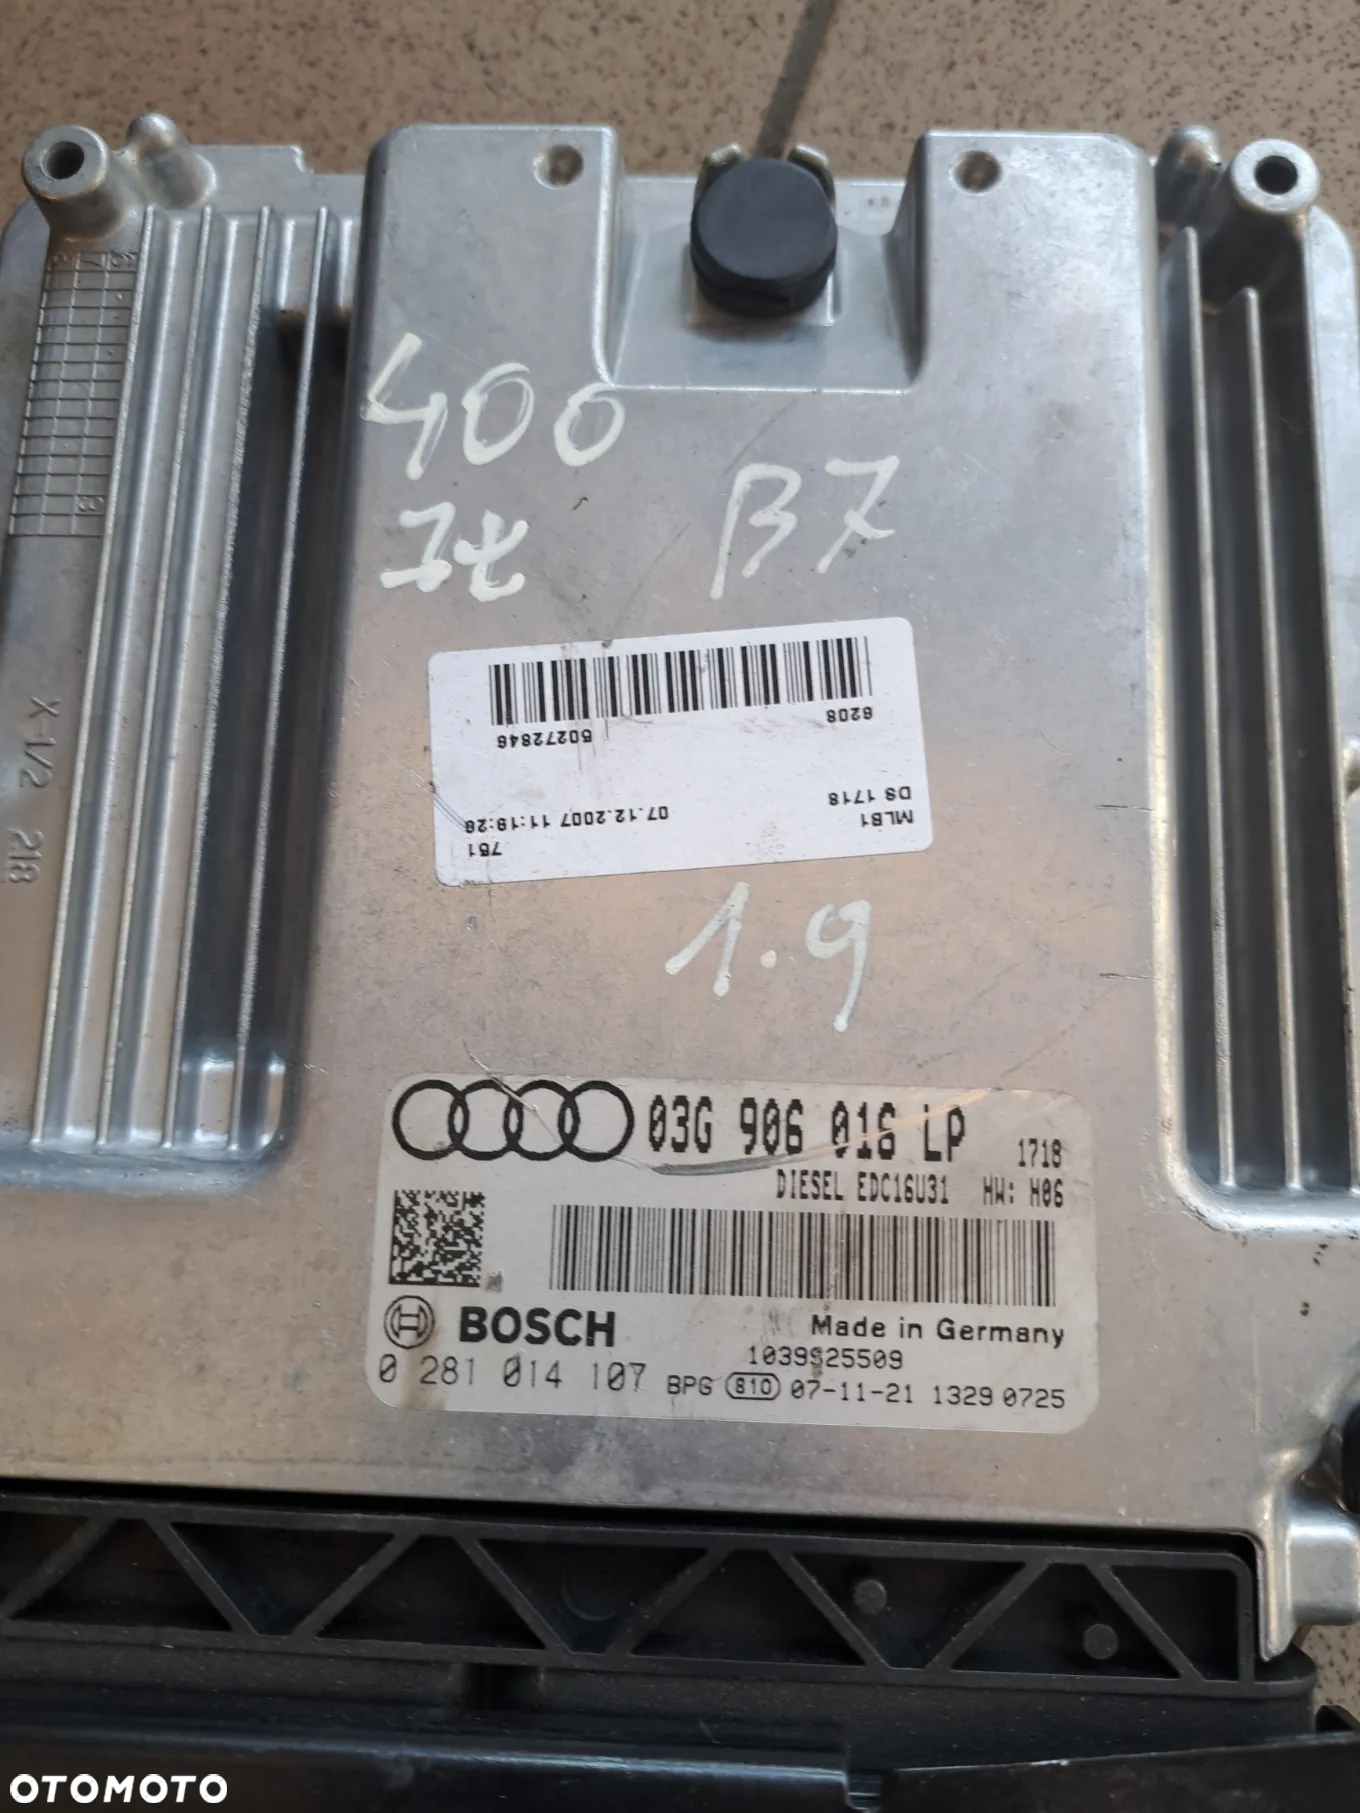 400
zł
B7
6208
50272846
MLB1
DS 1718
07.12.2007 11:19:28
751
1.9
X-1/2 218
03G 906 016 LP 1718
DIESEL EDC16U31 HW: H06
BOSCH
Made in Germany
1039S25509
0 281 014 107 BPG 810 07-11-21 1329 0725
OTOMOTO